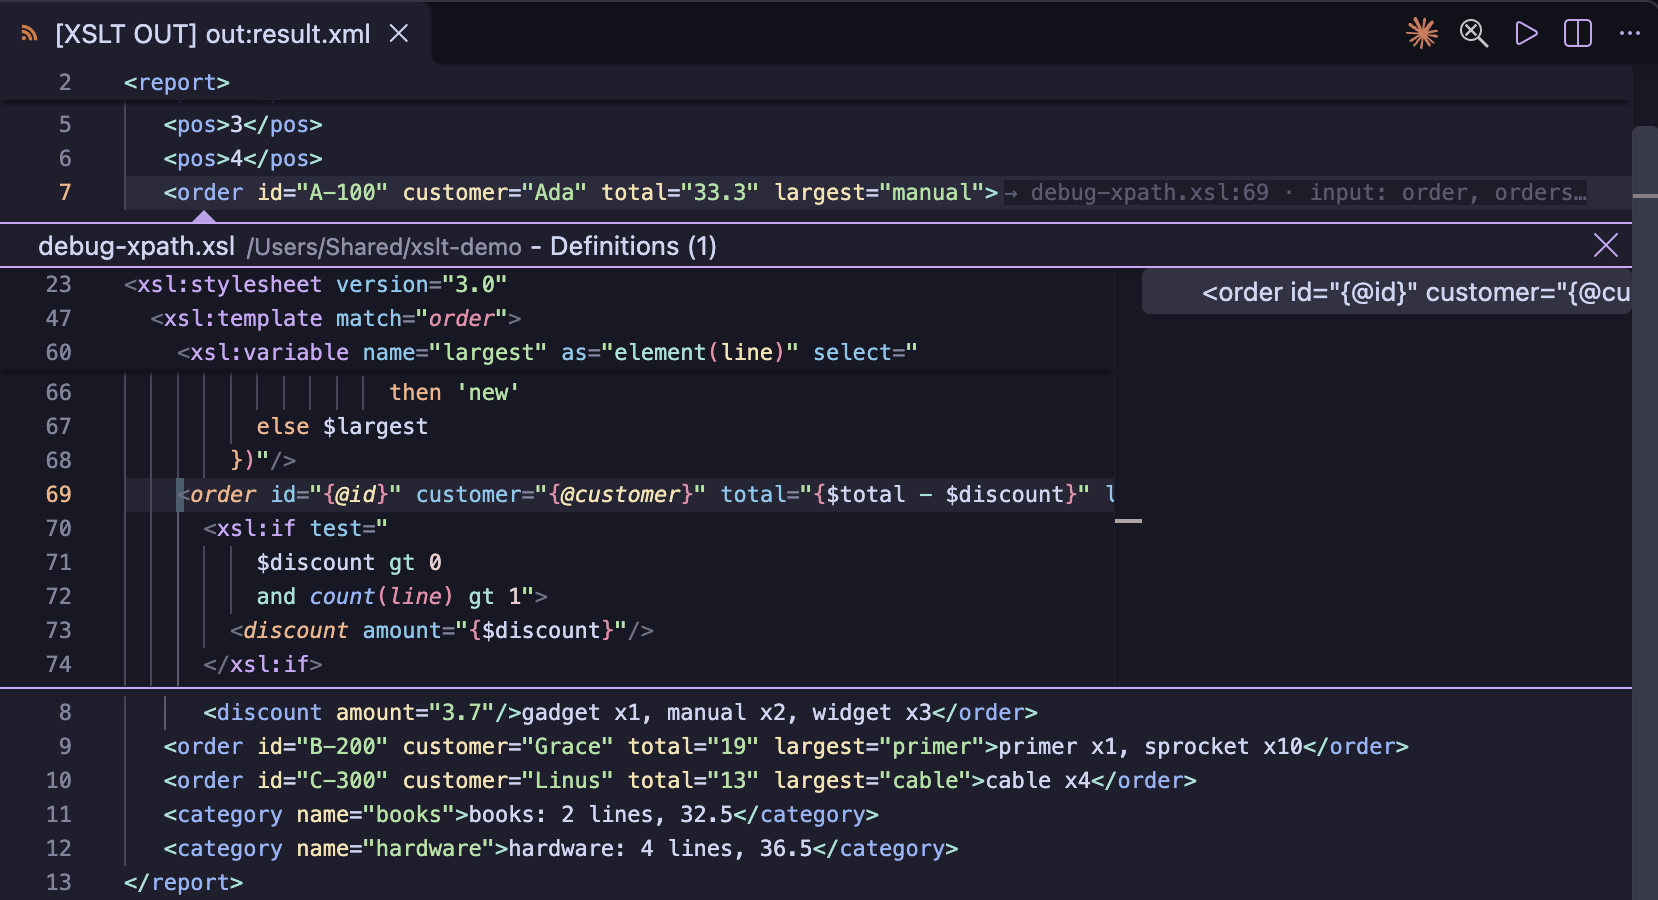 [XSLT OUT] out:result.xml
2 <report>
5 <pos>3</pos>
6 <pos>4</pos>
7 <order id="A-100" customer="Ada" total="33.3" largest="manual"> → debug-xpath.xsl:69 · input: order, orders…
debug-xpath.xsl /Users/Shared/xslt-demo - Definitions (1)
23 <xsl:stylesheet version="3.0"
<order id="{@id}" customer="{@cu
47 <xsl:template match="order">
60 <xsl:variable name="largest" as="element(line)" select="
66 then 'new'
67 else $largest
68 })"/>
69 <order id="{@id}" customer="{@customer}" total="{$total - $discount}" l
70 <xsl:if test="
71 $discount gt 0
72 and count(line) gt 1">
73 <discount amount="{$discount}"/>
74 </xsl:if>
8 <discount amount="3.7"/>gadget x1, manual x2, widget x3</order>
9 <order id="B-200" customer="Grace" total="19" largest="primer">primer x1, sprocket x10</order>
10 <order id="C-300" customer="Linus" total="13" largest="cable">cable x4</order>
11 <category name="books">books: 2 lines, 32.5</category>
12 <category name="hardware">hardware: 4 lines, 36.5</category>
13 </report>